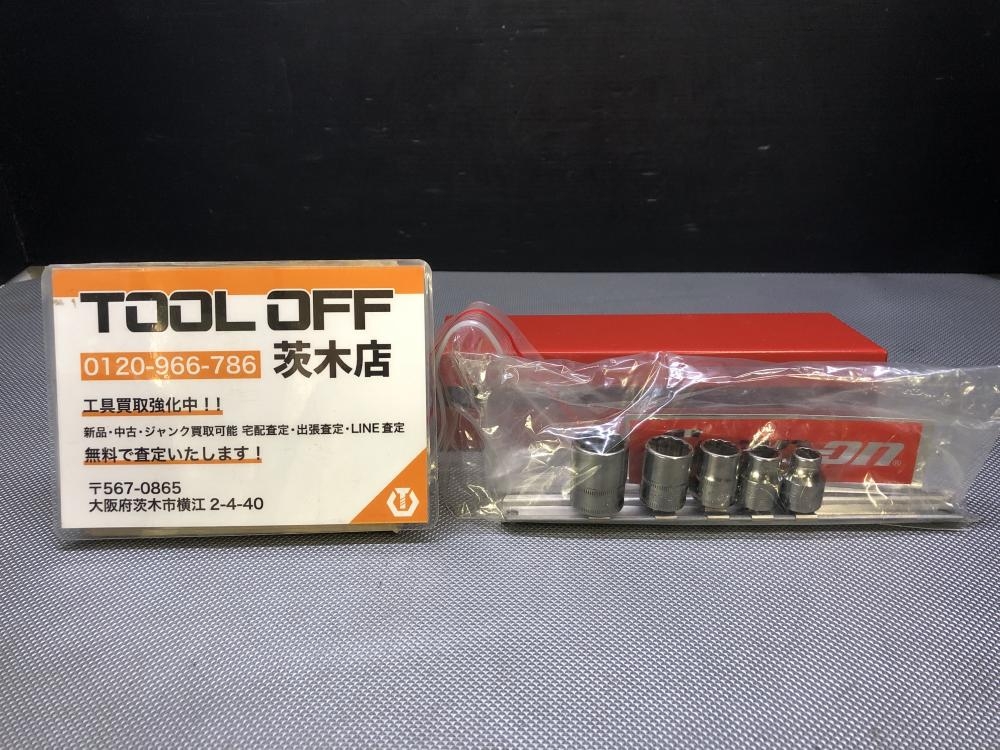 TOOL OFF
0120-966-786 茨木店
工具買取強化中！！
新品・中古・ジャンク買取可能 宅配査定・出張査定・LINE査定
無料で査定いたします！
〒567-0865
大阪府茨木市横江 2-4-40
on®